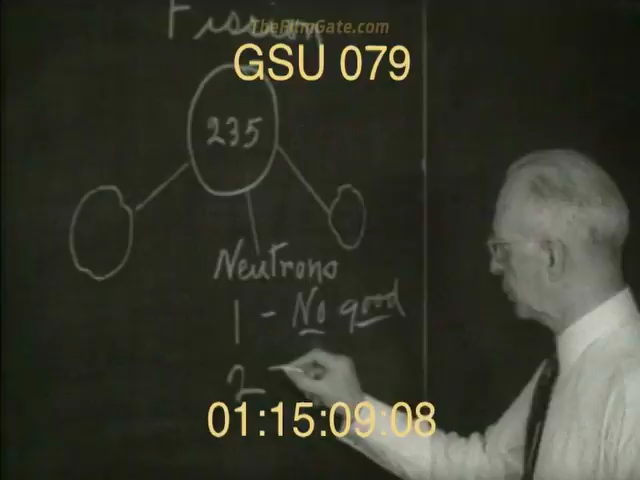 TheFilmGate.com
Fission
GSU 079
235
Neutrons
1 - No good
2
01:15:09:08